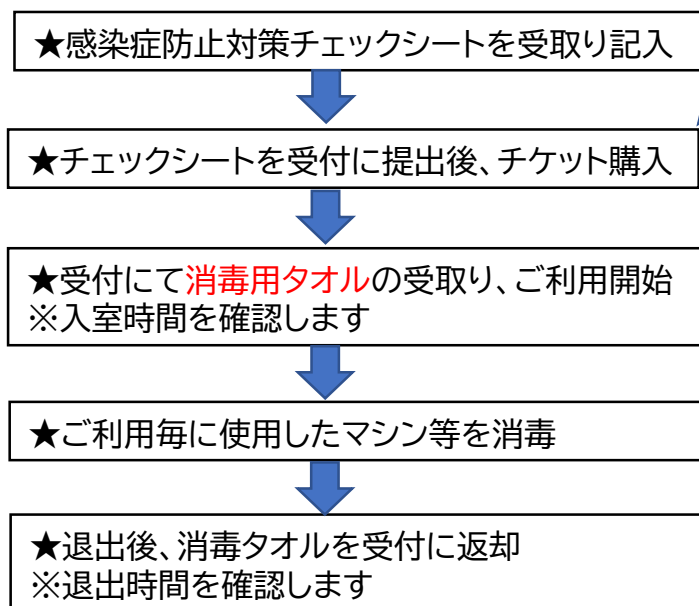 ★感染症防止対策チェックシートを受取り記入
★チェックシートを受付に提出後、チケット購入
★受付にて消毒用タオルの受取り、ご利用開始
※入室時間を確認します
★ご利用毎に使用したマシン等を消毒
★退出後、消毒タオルを受付に返却
※退出時間を確認します